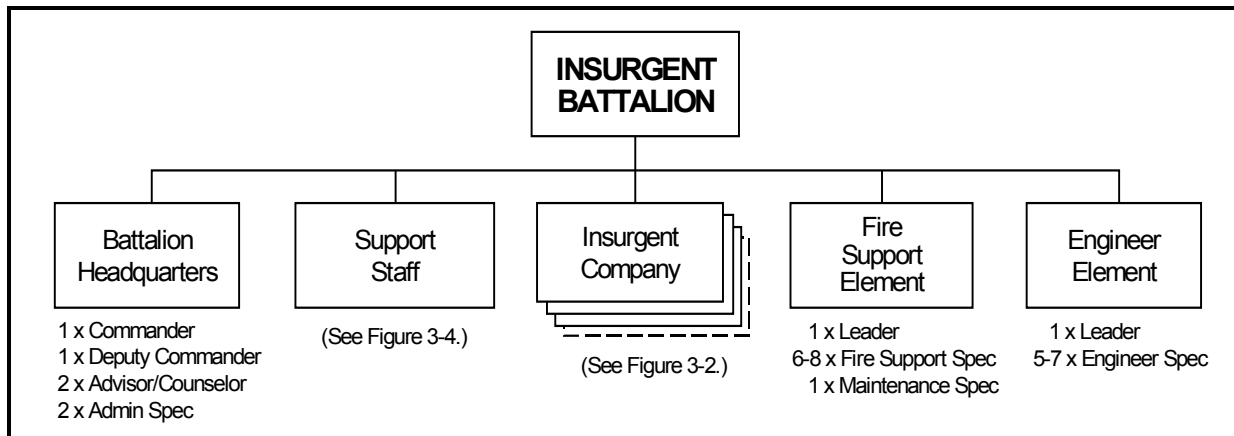 INSURGENT
BATTALION
Battalion
Headquarters
1 x Commander
1 x Deputy Commander
2 x Advisor/Counselor
2 x Admin Spec
Support
Staff
(See Figure 3-4.)
Insurgent
Company
(See Figure 3-2.)
Fire
Support
Element
1 x Leader
6-8 x Fire Support Spec
1 x Maintenance Spec
Engineer
Element
1 x Leader
5-7 x Engineer Spec